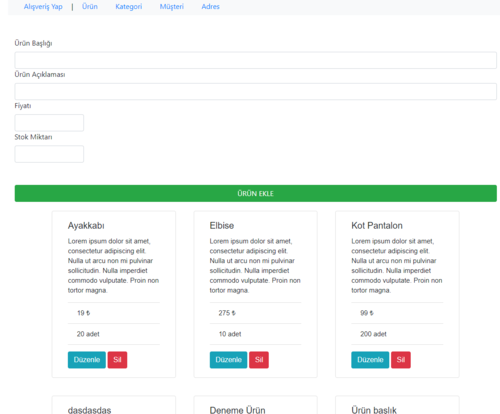 Alışveriş Yap | Ürün Kategori Müşteri Adres
Ürün Başlığı
Ürün Açıklaması
Fiyatı
Stok Miktarı
ÜRÜN EKLE
Ayakkabı
Lorem ipsum dolor sit amet,
consectetur adipiscing elit.
Nulla ut arcu non mi pulvinar
sollicitudin. Nulla imperdiet
commodo vulputate. Proin non
tortor magna.
19 ₺
20 adet
Düzenle Sil
Elbise
Lorem ipsum dolor sit amet,
consectetur adipiscing elit.
Nulla ut arcu non mi pulvinar
sollicitudin. Nulla imperdiet
commodo vulputate. Proin non
tortor magna.
275 ₺
10 adet
Düzenle Sil
Kot Pantalon
Lorem ipsum dolor sit amet,
consectetur adipiscing elit.
Nulla ut arcu non mi pulvinar
sollicitudin. Nulla imperdiet
commodo vulputate. Proin non
tortor magna.
99 ₺
200 adet
Düzenle Sil
dasdasdas
Deneme Ürün
Ürün başlık